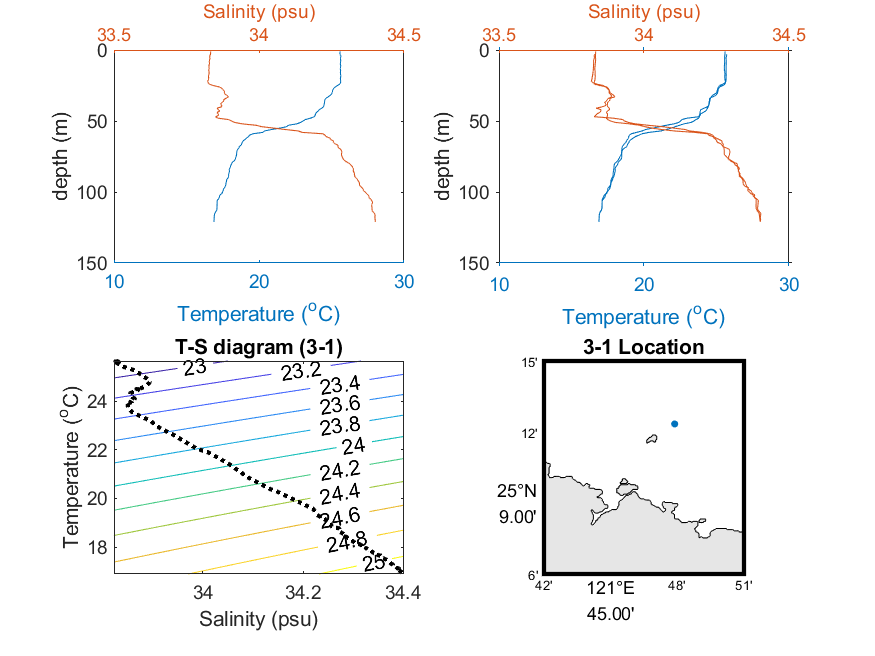 Salinity (psu)
33.5 34 34.5
0
50
100
150
depth (m)
10 20 30
Temperature (°C)
Salinity (psu)
33.5 34 34.5
0
50
100
150
depth (m)
10 20 30
Temperature (°C)
T-S diagram (3-1)
23
23.2
23.4
23.6
23.8
24
24.2
24.4
24.6
24.8
25
24
22
20
18
Temperature (°C)
34 34.2 34.4
Salinity (psu)
3-1 Location
15'
12'
25°N
9.00'
6'
42' 121°E 48' 51'
45.00'